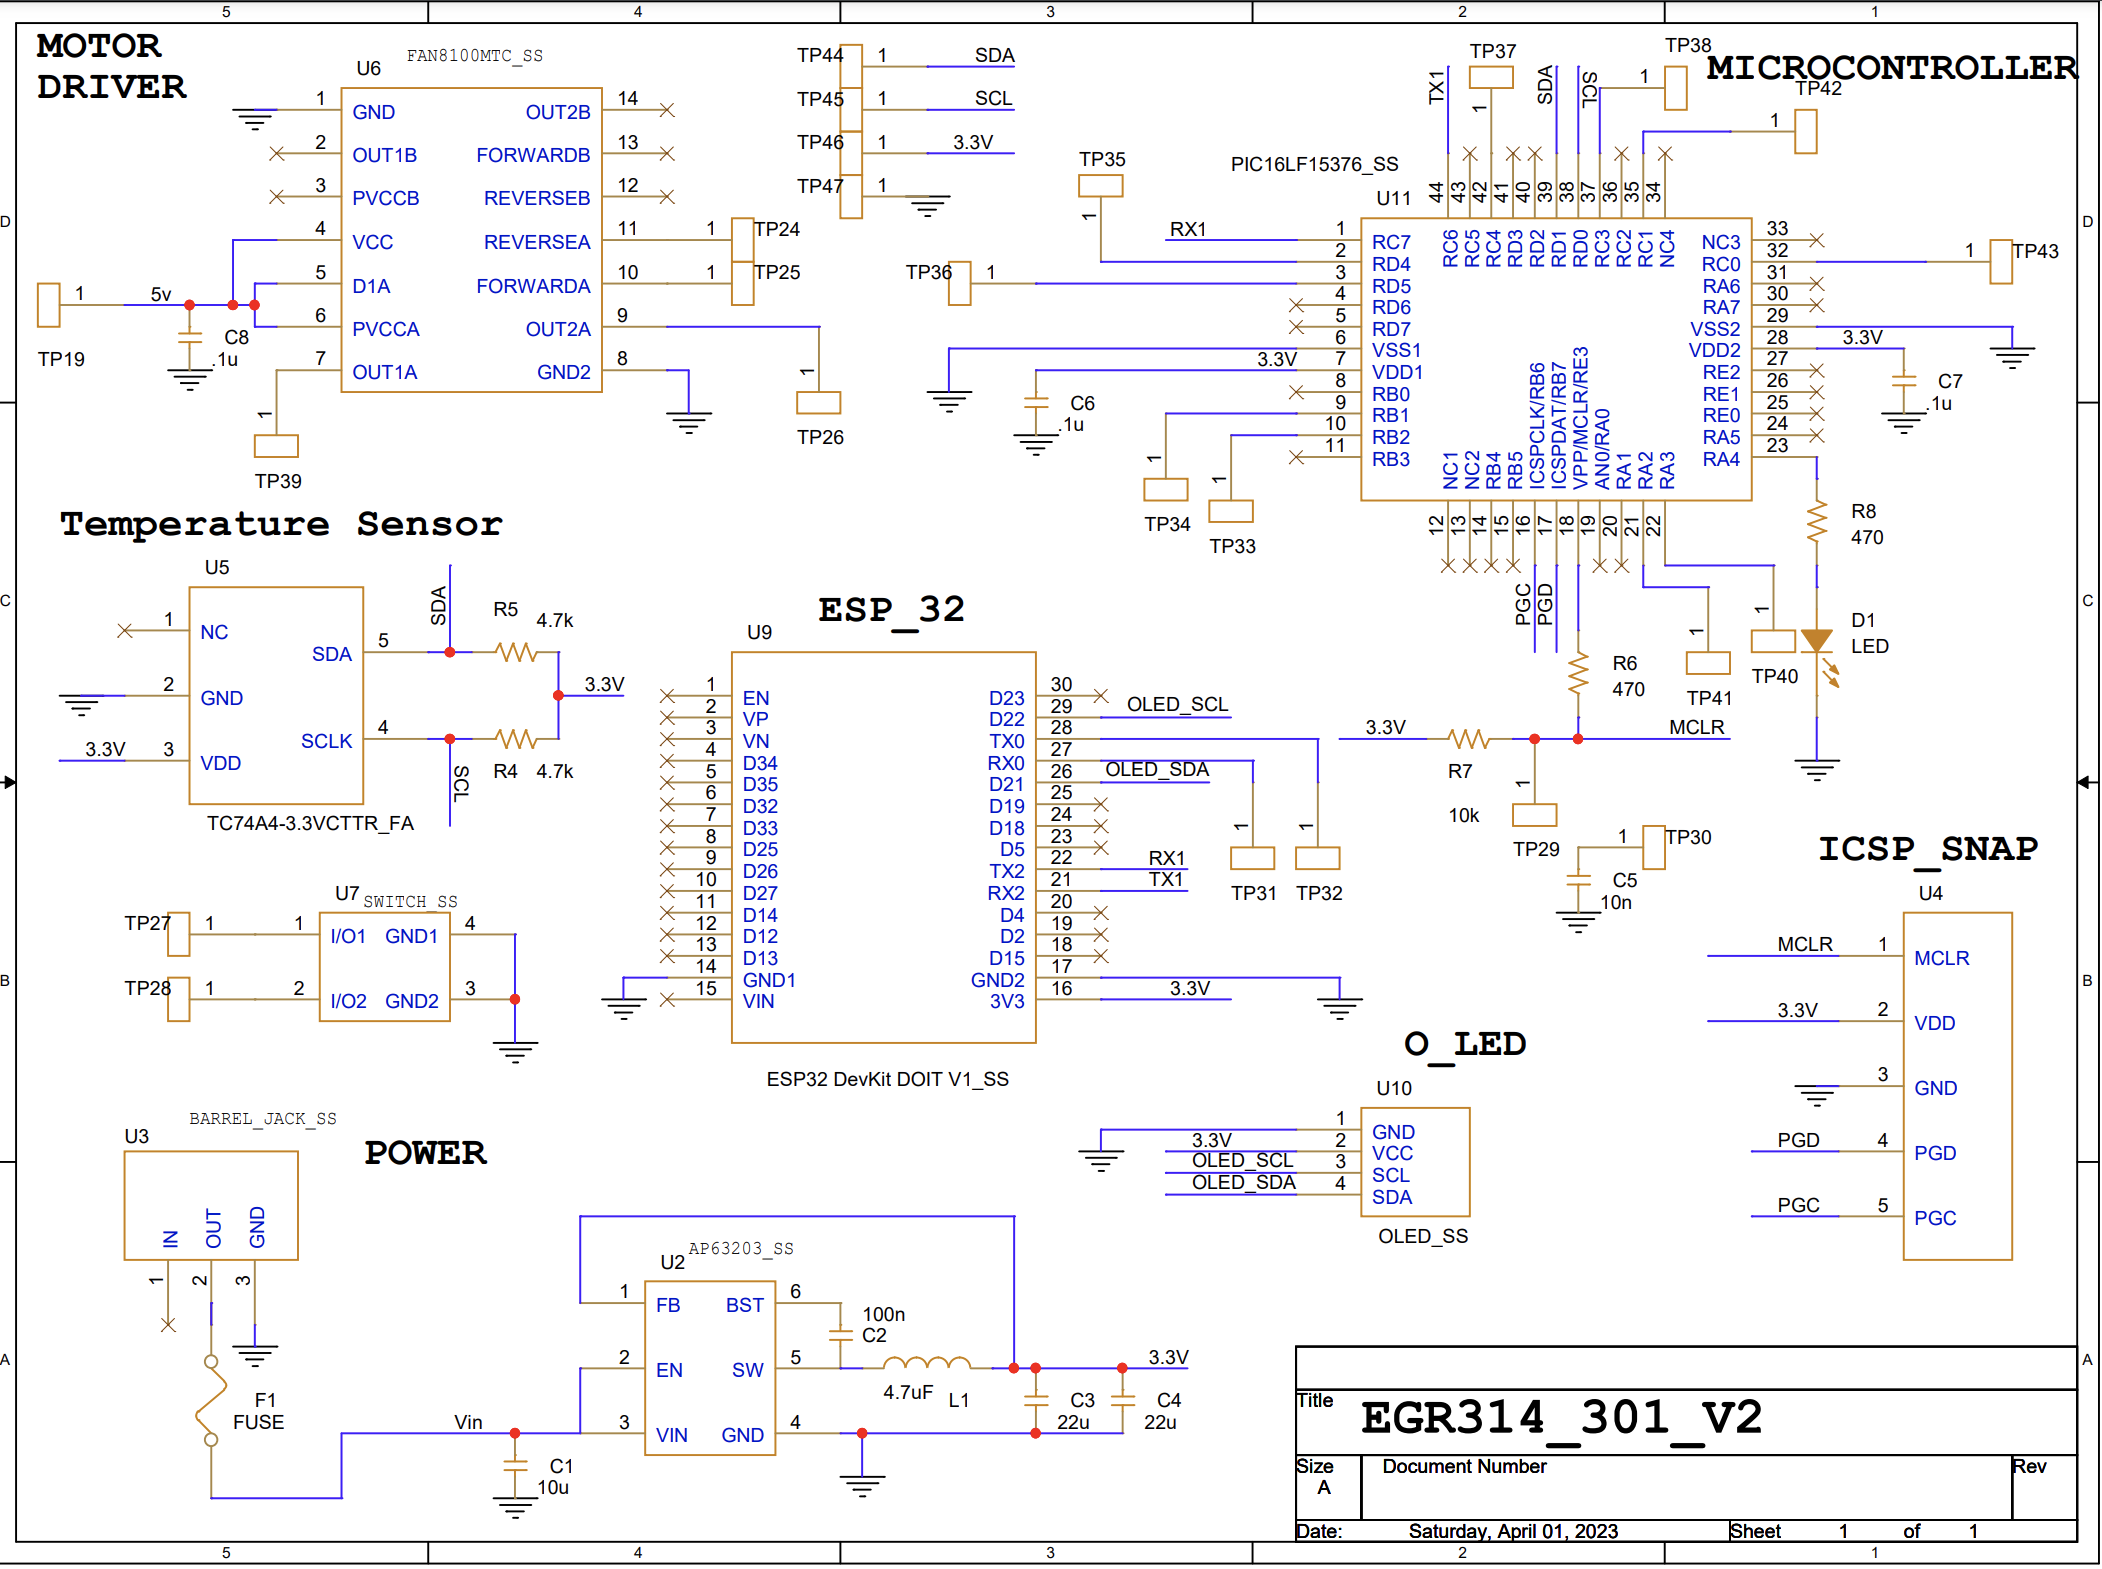 5 4 3 2 1
MOTOR
DRIVER
FAN8100MTC_SS
U6
1 GND OUT2B 14
2 OUT1B FORWARDB 13
3 PVCCB REVERSEB 12
4 VCC REVERSEA 11 1 TP24
5 D1A FORWARDA 10 1 TP25
6 PVCCA OUT2A 9
7 OUT1A GND2 8
TP19 1 5v
C8
.1u
1 TP39
1 TP26
TP44 1 SDA
TP45 1 SCL
TP46 1 3.3V
TP47 1
MICROCONTROLLER
PIC16LF15376_SS
U11
TP37 1
TP38 1
TP42 1
TP35 1
TP36 1
TP43 1
TX1 SDA SCL
44 43 42 41 40 39 38 37 36 35 34
RC6 RC5 RC4 RD3 RD2 RD1 RD0 RC3 RC2 RC1 NC4
RX1 1 RC7
2 RD4
3 RD5
4 RD6
5 RD7
6 VSS1
3.3V 7 VDD1
8 RB0
9 RB1
10 RB2
11 RB3
NC3 33
RC0 32
RA6 31
RA7 30
VSS2 29
VDD2 28 3.3V
RE2 27
RE1 26
RE0 25
RA5 24
RA4 23
NC1 NC2 RB4 RB5 ICSPCLK/RB6 ICSPDAT/RB7 VPP/MCLR/RE3 AN0/RA0 RA1 RA2 RA3
12 13 14 15 16 17 18 19 20 21 22
PGC PGD
C6
.1u
C7
.1u
1 TP34
1 TP33
1 TP41
1 TP40
R8
470
D1
LED
R6
470
3.3V MCLR
R7
10k
1
TP29
1 TP30
C5
10n
Temperature Sensor
U5
1 NC
2 GND
3.3V 3 VDD
SDA 5
SCLK 4
SDA
SCL
R5
4.7k
3.3V
R4 4.7k
TC74A4-3.3VCTTR_FA
U7 SWITCH_SS
TP27 1 1 I/O1 GND1 4
TP28 1 2 I/O2 GND2 3
ESP_32
U9
1 EN D23 30
2 VP D22 29 OLED_SCL
3 VN TX0 28
4 D34 RX0 27
5 D35 D21 26 OLED_SDA
6 D32 D19 25
7 D33 D18 24
8 D25 D5 23
9 D26 TX2 22 RX1
10 D27 RX2 21 TX1
11 D14 D4 20
12 D12 D2 19
13 D13 D15 18
14 GND1 GND2 17
15 VIN 3V3 16 3.3V
1 1
TP31 TP32
ESP32 DevKit DOIT V1_SS
ICSP_SNAP
U4
MCLR 1 MCLR
3.3V 2 VDD
3 GND
PGD 4 PGD
PGC 5 PGC
O_LED
U10
1 GND
3.3V 2 VCC
OLED_SCL 3 SCL
OLED_SDA 4 SDA
OLED_SS
BARREL_JACK_SS
U3
POWER
IN OUT GND
1 2 3
F1
FUSE
Vin
C1
10u
U2 AP63203_SS
1 FB BST 6
2 EN SW 5
3 VIN GND 4
100n
C2
4.7uF L1
3.3V
C3
22u
C4
22u
Title
EGR314_301_V2
Size
A
Document Number
Rev
Date: Saturday, April 01, 2023 Sheet 1 of 1
D D
C C
B B
A A
5 4 3 2 1